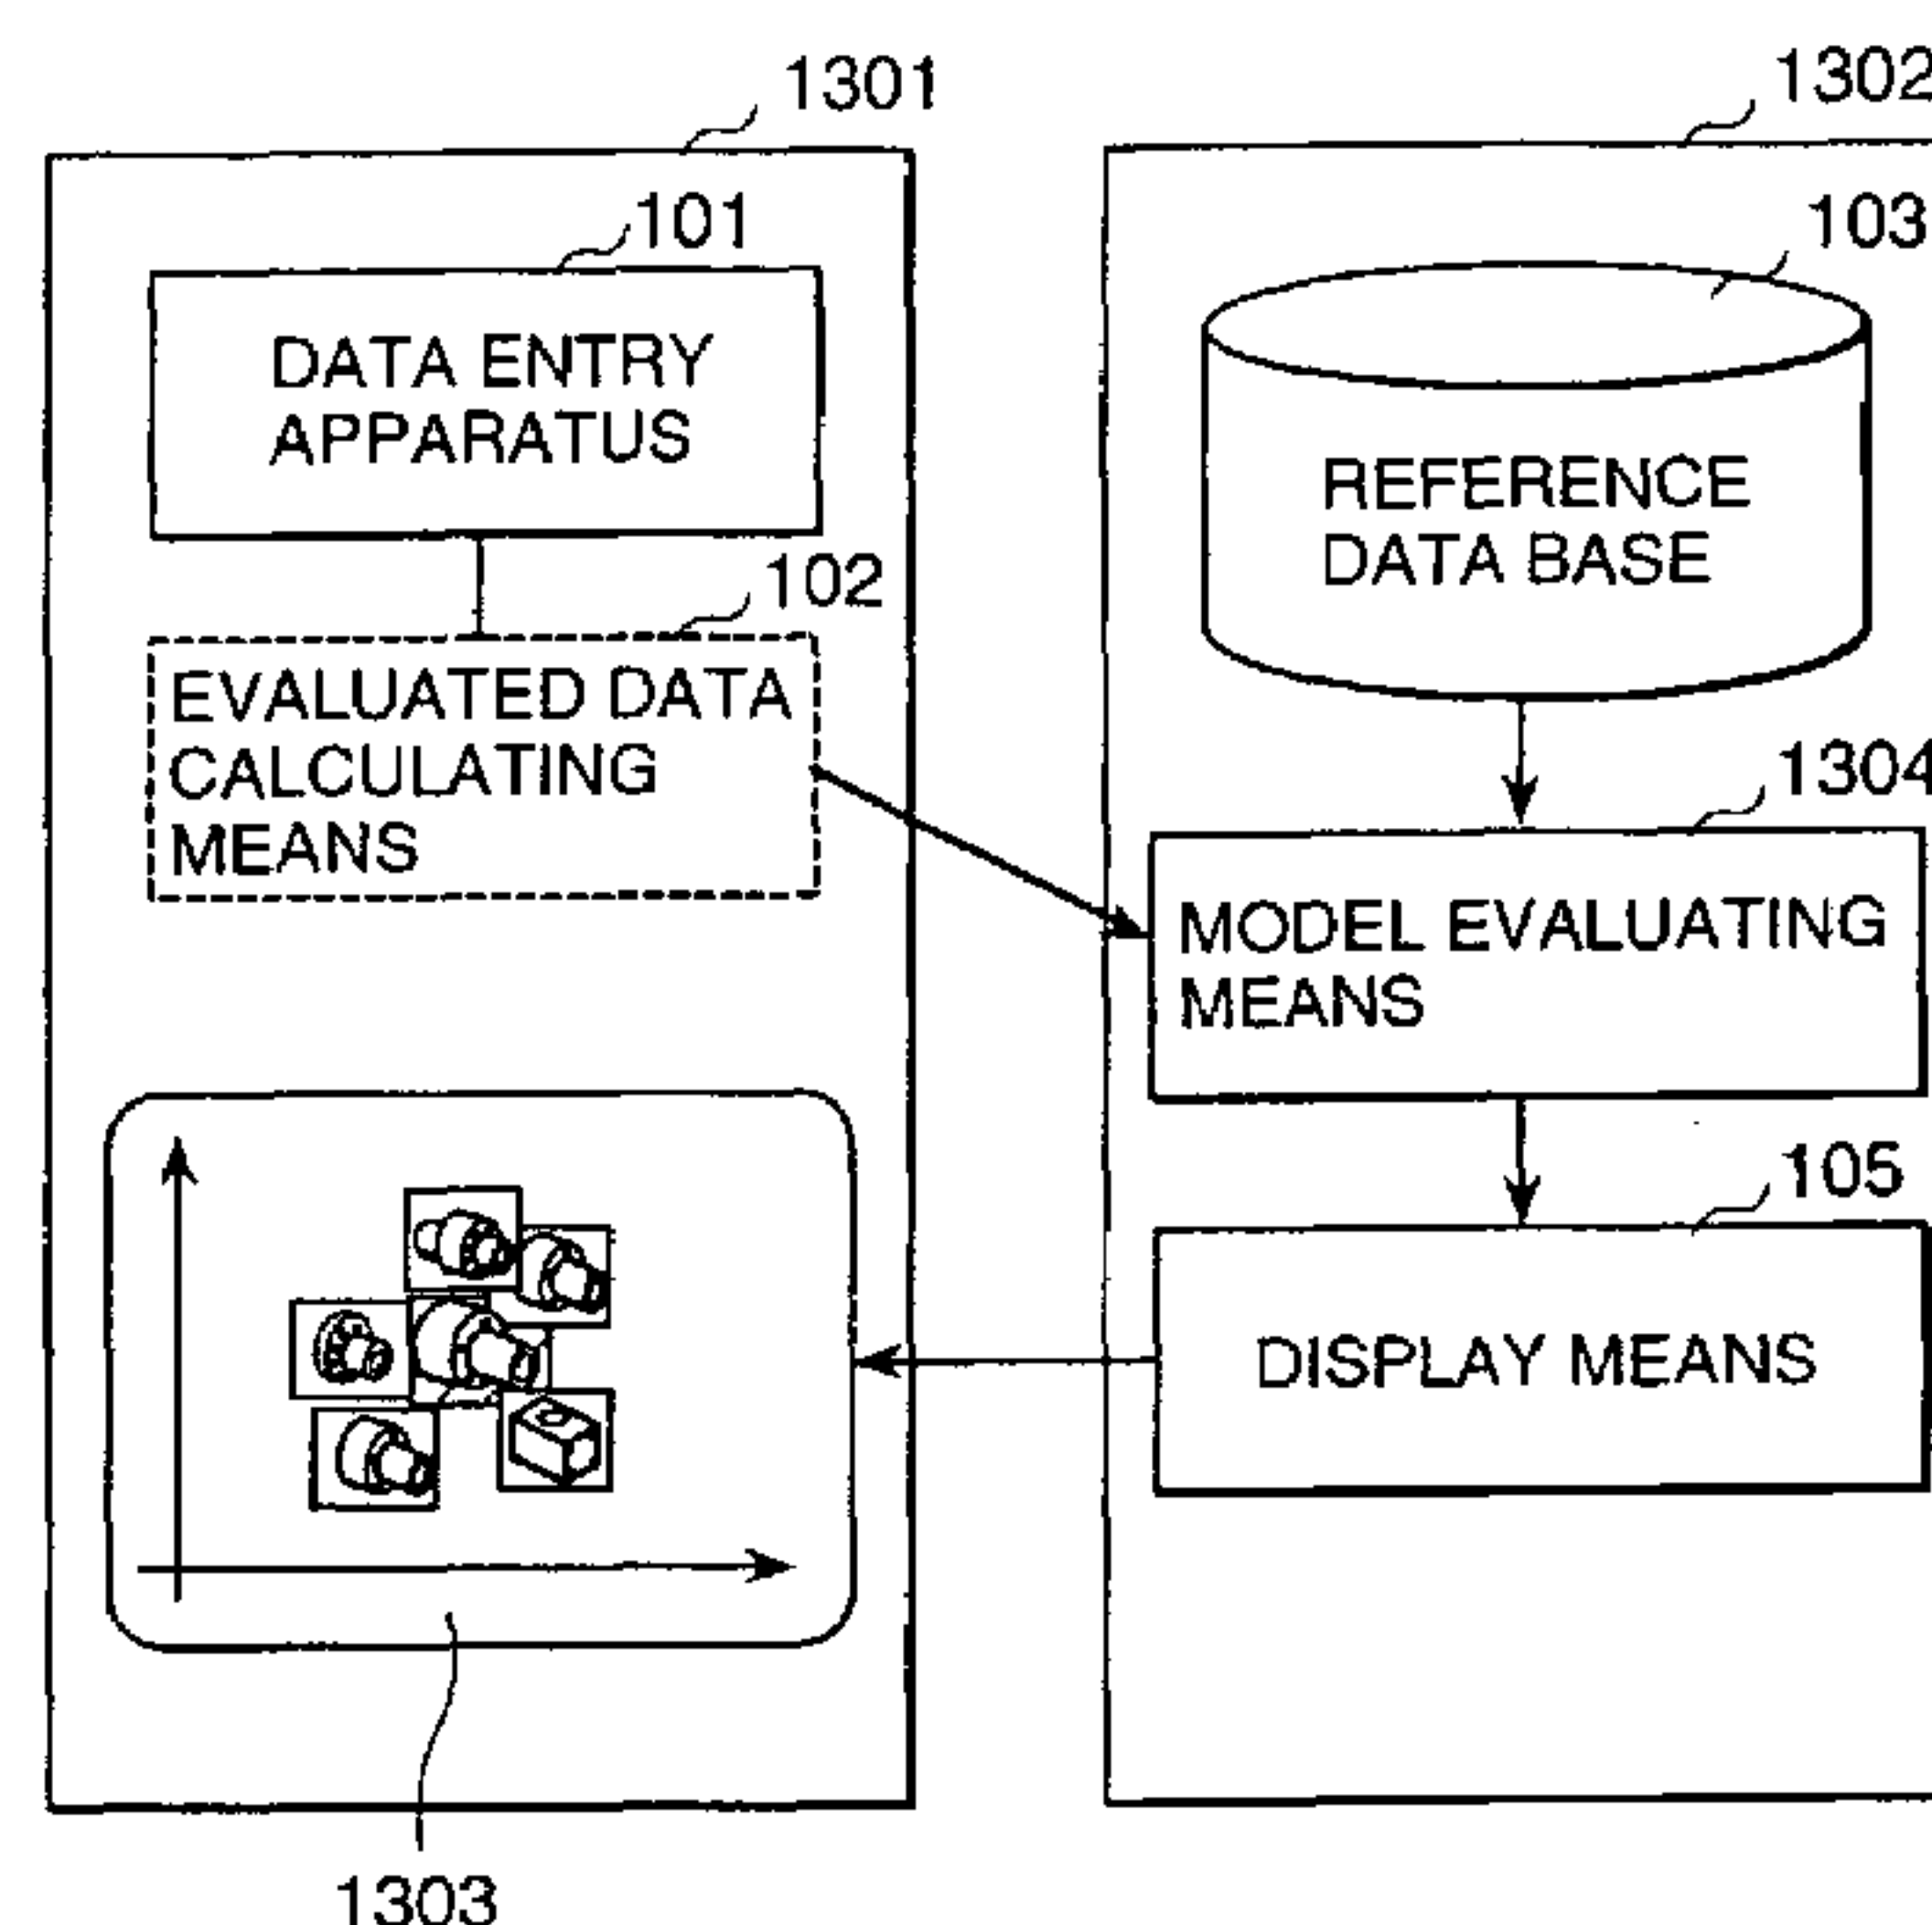 1301
101
DATA ENTRY
APPARATUS
102
EVALUATED DATA
CALCULATING
MEANS
1303
1302
103
REFERENCE
DATA BASE
1304
MODEL EVALUATING
MEANS
105
DISPLAY MEANS